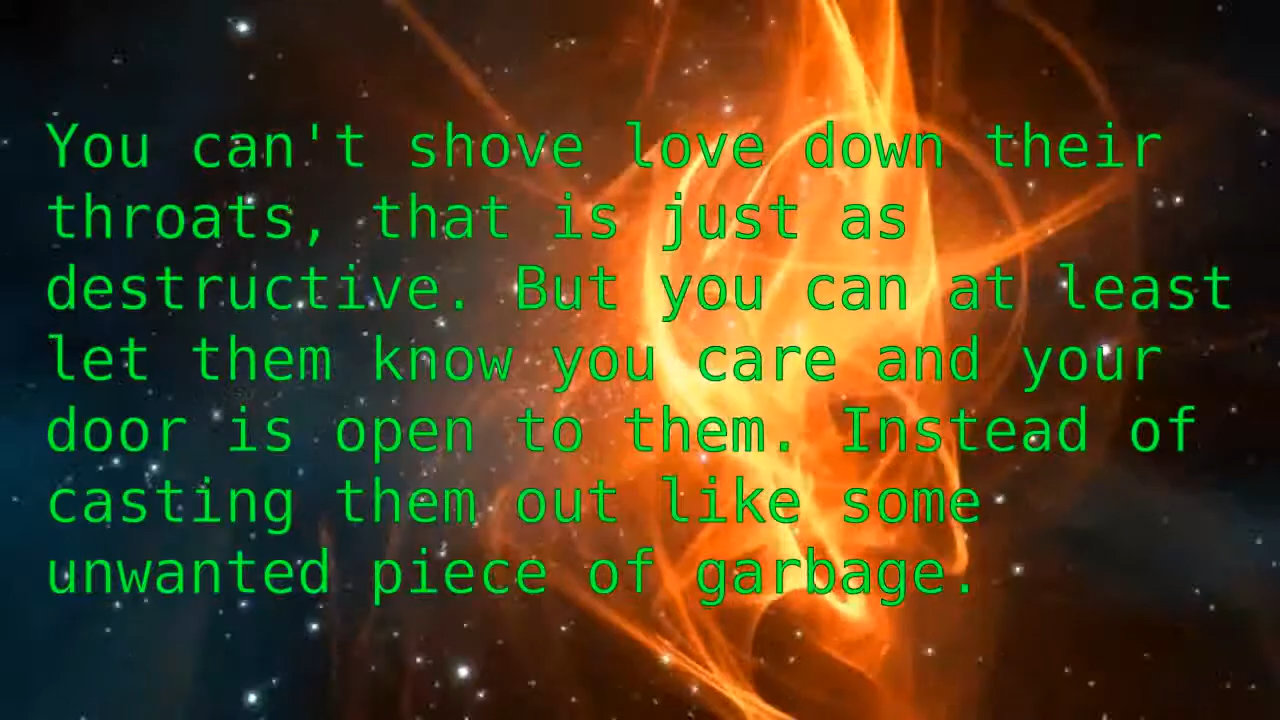 You can't shove love down their
throats, that is just as
destructive. But you can at least
let them know you care and your
door is open to them. Instead of
casting them out like some
unwanted piece of garbage.